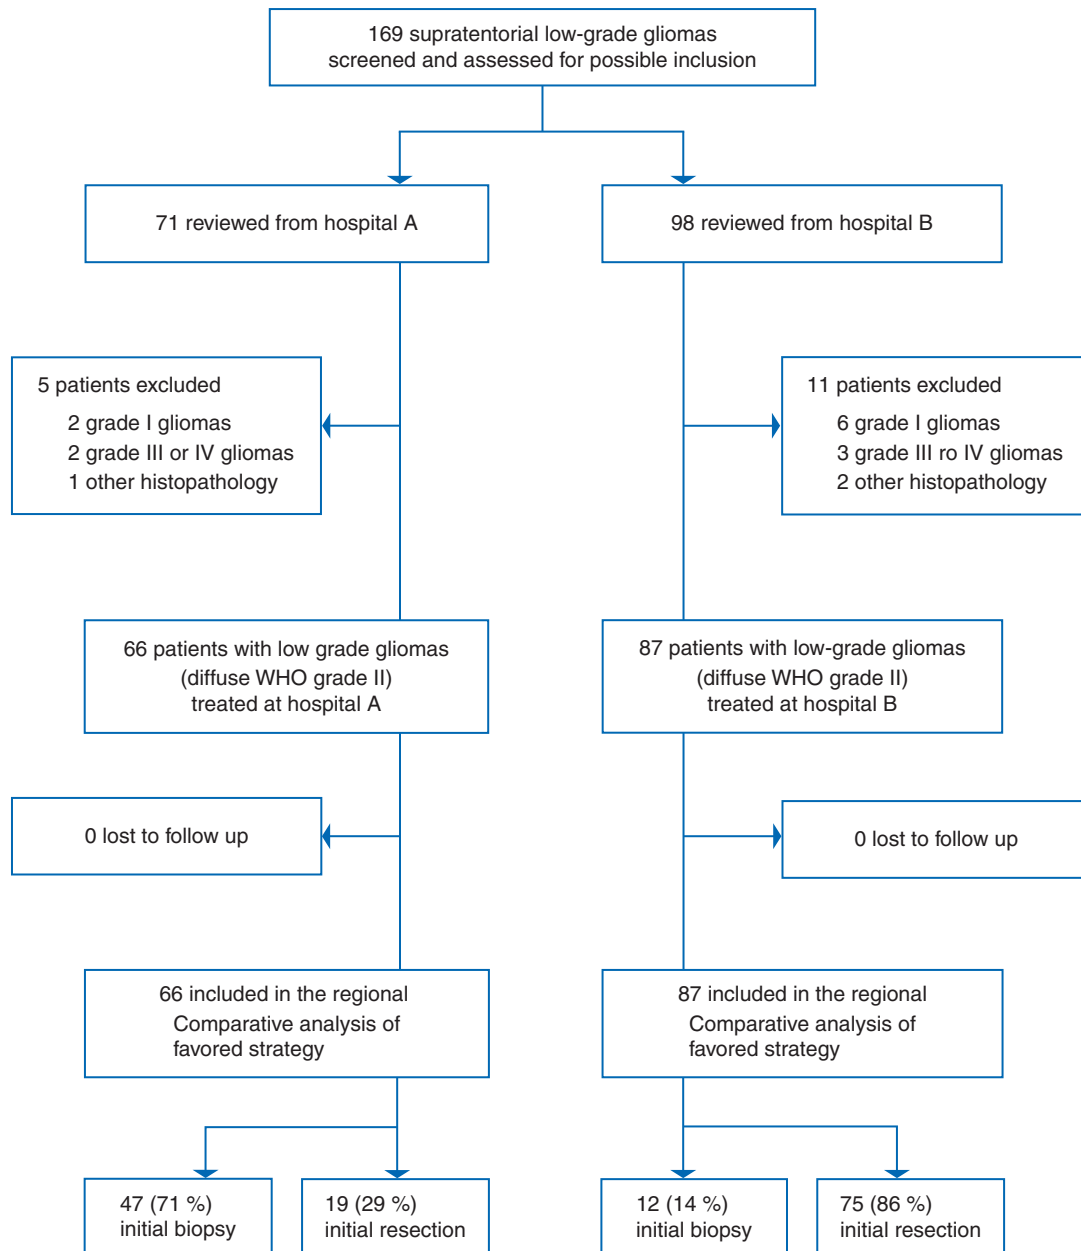 169 supratentorial low-grade gliomas
screened and assessed for possible inclusion
71 reviewed from hospital A
98 reviewed from hospital B
5 patients excluded
2 grade I gliomas
2 grade III or IV gliomas
1 other histopathology
11 patients excluded
6 grade I gliomas
3 grade III ro IV gliomas
2 other histopathology
66 patients with low grade gliomas
(diffuse WHO grade II)
treated at hospital A
87 patients with low-grade gliomas
(diffuse WHO grade II)
treated at hospital B
0 lost to follow up
0 lost to follow up
66 included in the regional
Comparative analysis of
favored strategy
87 included in the regional
Comparative analysis of
favored strategy
47 (71 %)
initial biopsy
19 (29 %)
initial resection
12 (14 %)
initial biopsy
75 (86 %)
initial resection